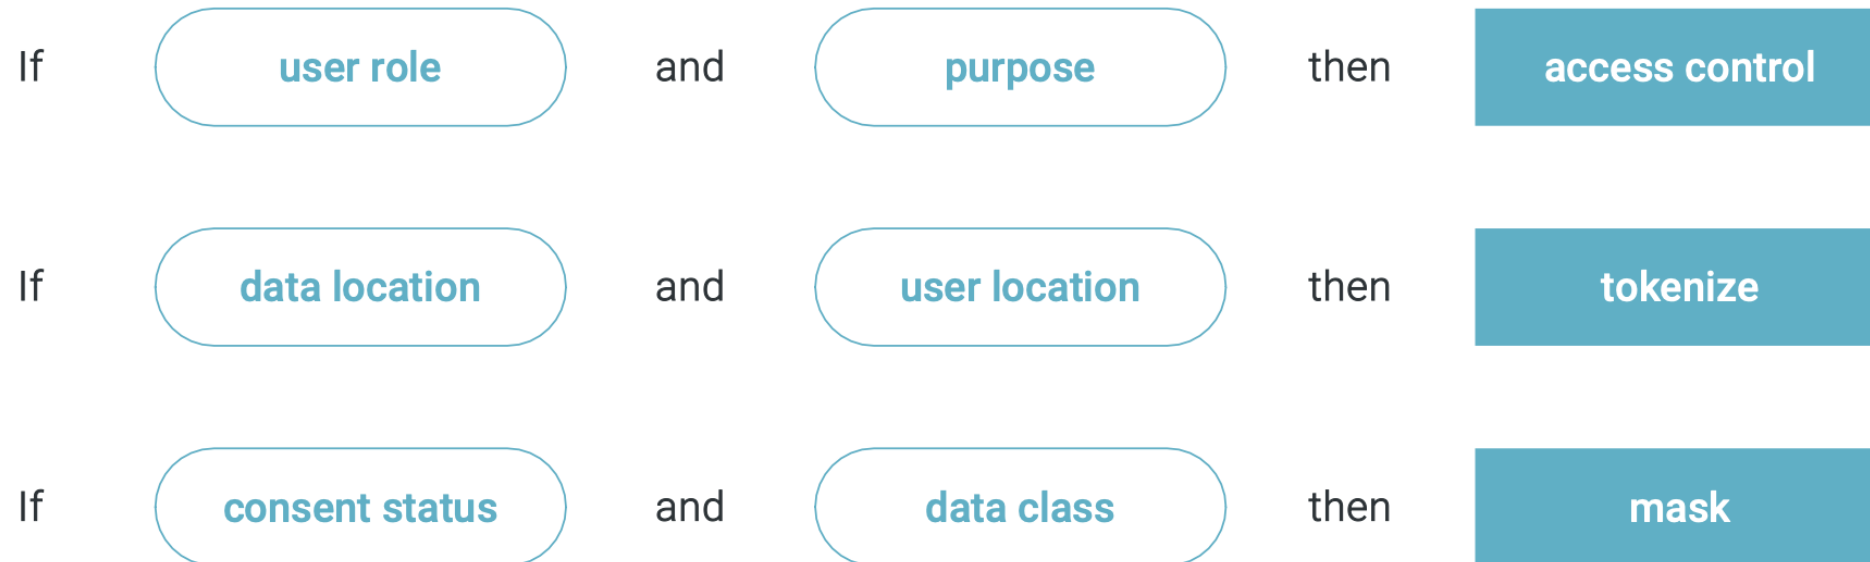 If user role and purpose then access control
If data location and user location then tokenize
If consent status and data class then mask